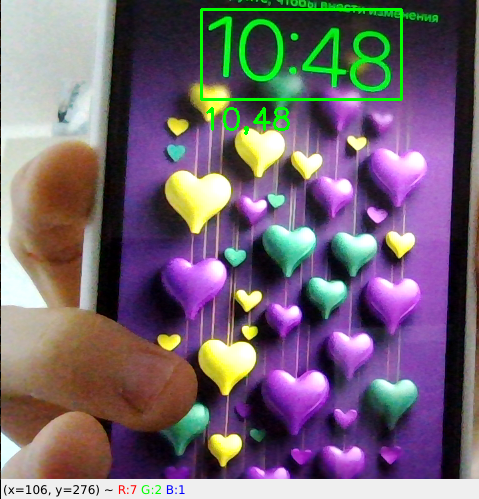 чтобы внести изменения
10:48
10,48
(x=106, y=276) ~ R:7 G:2 B:1